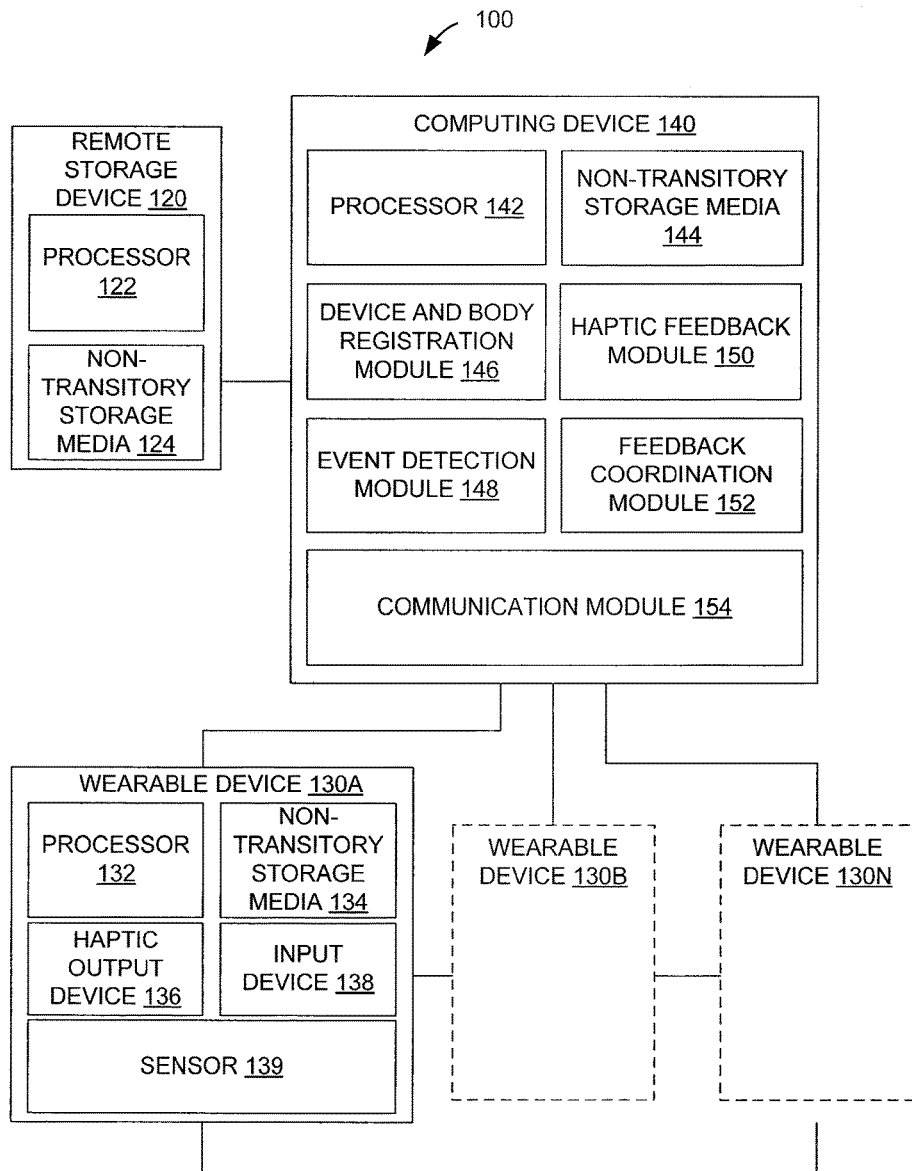 100
REMOTE
STORAGE
DEVICE 120
PROCESSOR
122
NON-
TRANSITORY
STORAGE
MEDIA 124
COMPUTING DEVICE 140
PROCESSOR 142
NON-TRANSITORY
STORAGE MEDIA
144
DEVICE AND BODY
REGISTRATION
MODULE 146
HAPTIC FEEDBACK
MODULE 150
EVENT DETECTION
MODULE 148
FEEDBACK
COORDINATION
MODULE 152
COMMUNICATION MODULE 154
WEARABLE DEVICE 130A
PROCESSOR
132
NON-
TRANSITORY
STORAGE
MEDIA 134
HAPTIC
OUTPUT
DEVICE 136
INPUT
DEVICE 138
SENSOR 139
WEARABLE
DEVICE 130B
WEARABLE
DEVICE 130N